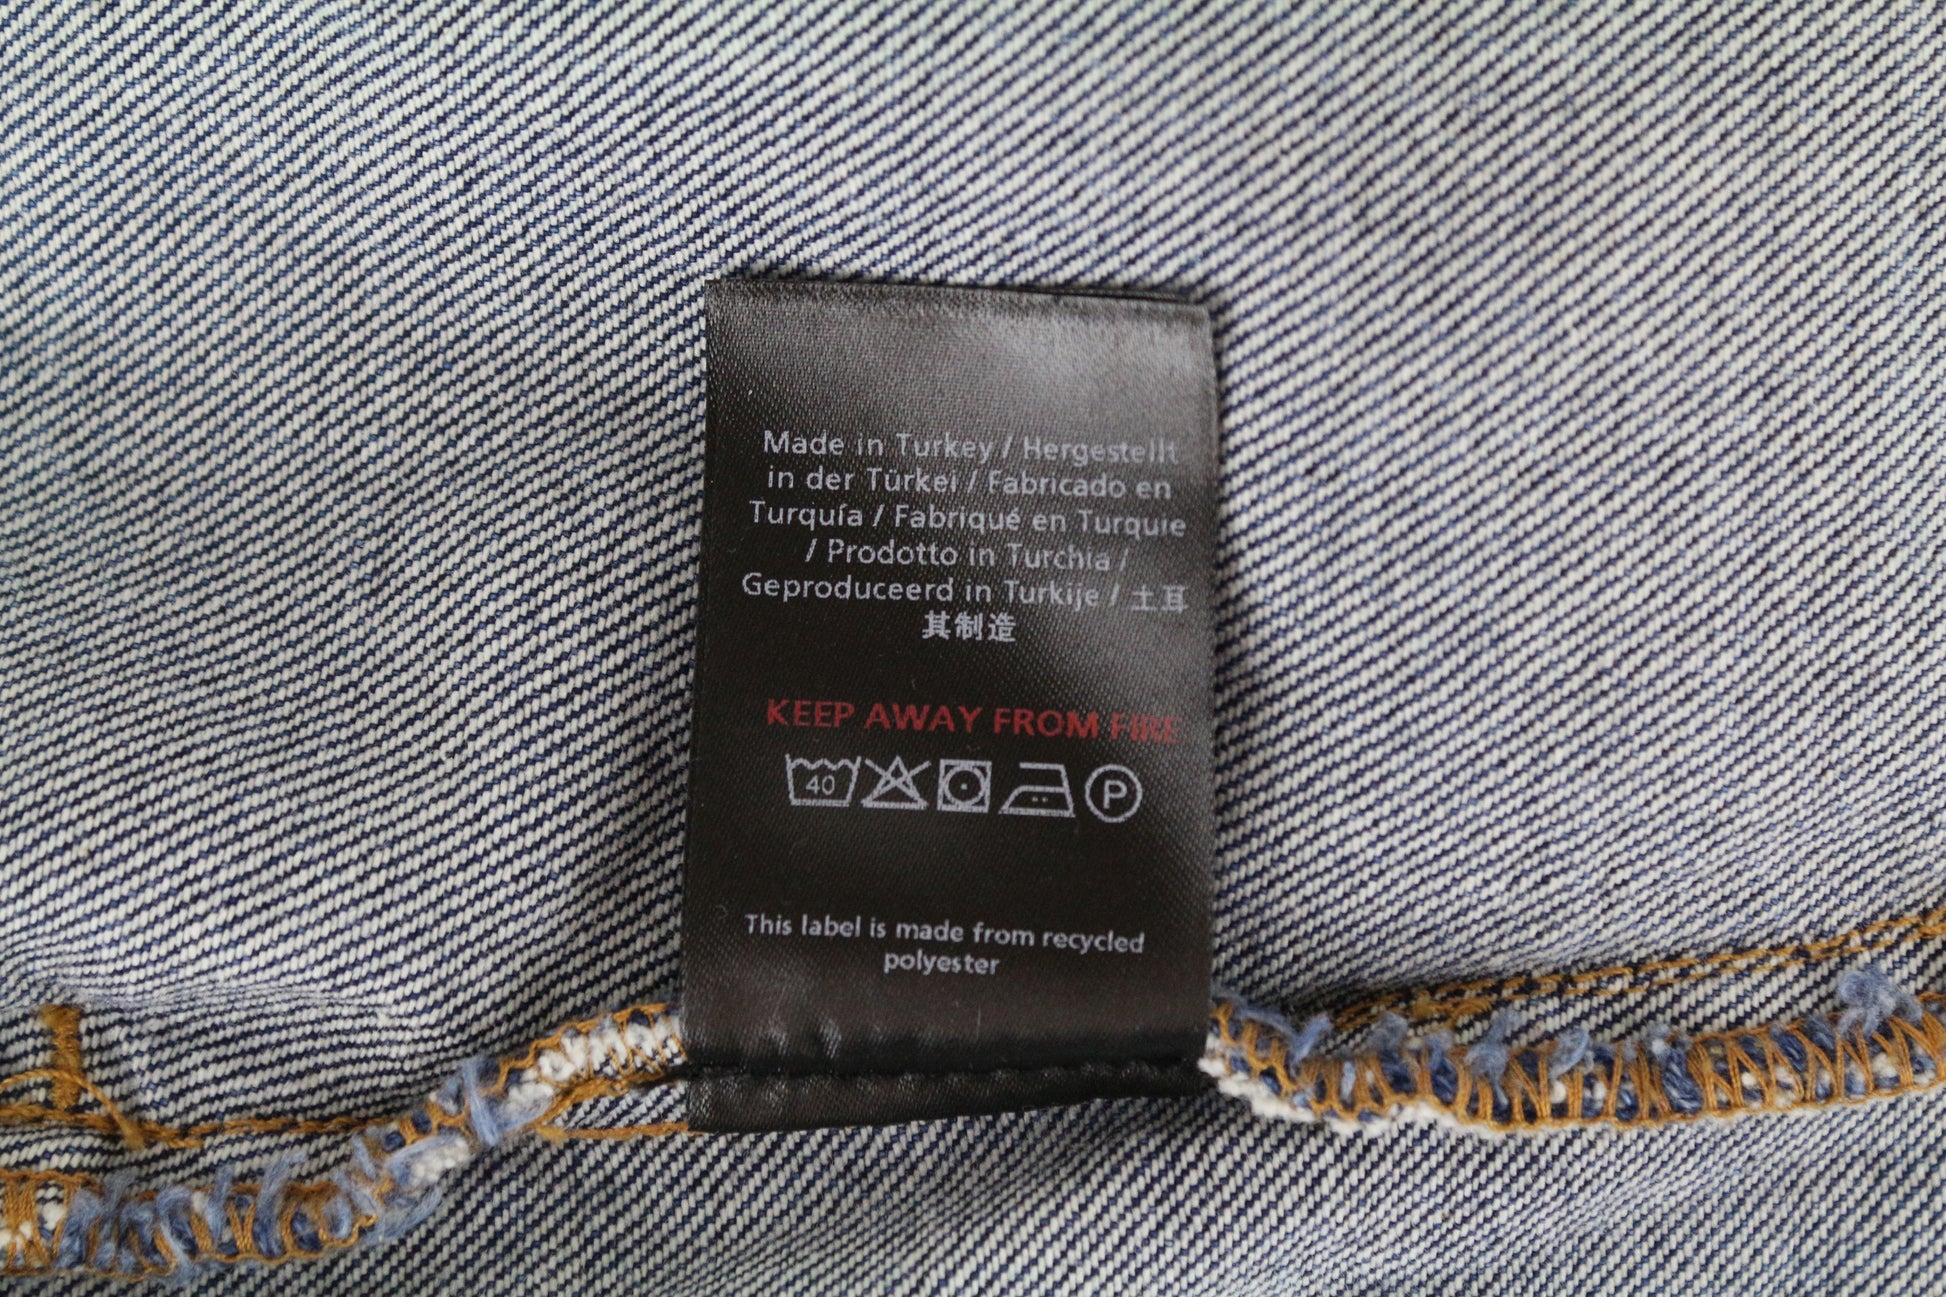 Made in Turkey / Hergestellt
in der Türkei / Fabricado en
Turquía / Fabriqué en Turquie
/ Prodotto in Turchia /
Geproduceerd in Turkije / 土耳
其制造
KEEP AWAY FROM FIRE
40 P
This label is made from recycled
polyester